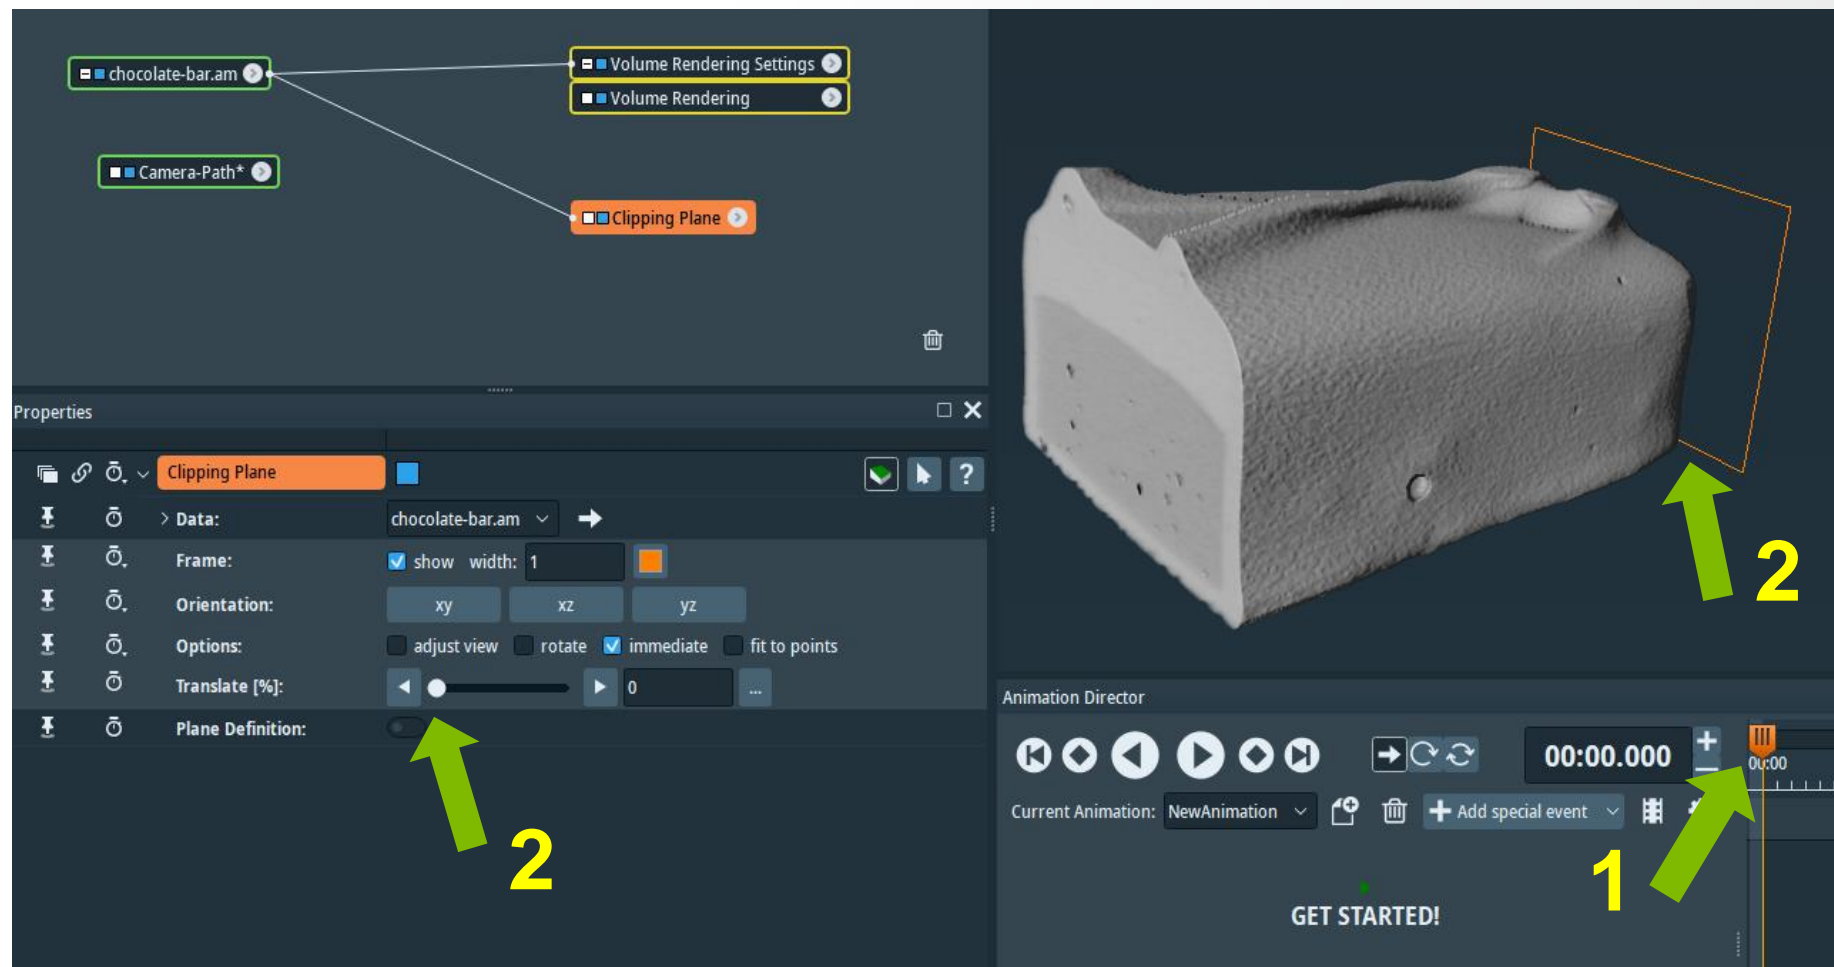 chocolate-bar.am
Volume Rendering Settings
Volume Rendering
Camera-Path*
Clipping Plane
Properties
Clipping Plane
?
Data:
chocolate-bar.am
Frame:
show width: 1
Orientation:
xy xz yz
Options:
adjust view rotate immediate fit to points
Translate [%]:
0
...
Plane Definition:
2
2
Animation Director
00:00.000
00:00
Current Animation: NewAnimation
Add special event
1
GET STARTED!